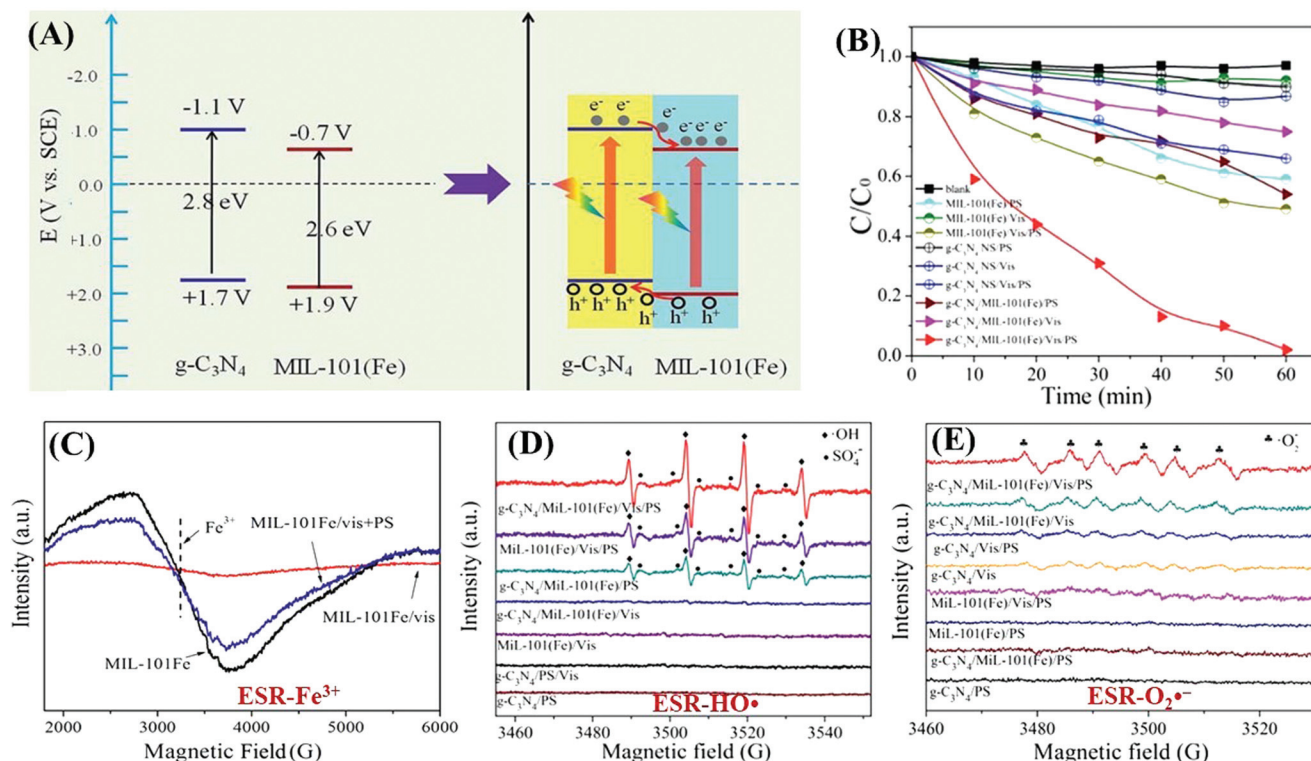 (A)
E (V vs. SCE)
-2.0
-1.0
0.0
+1.0
+2.0
+3.0
-1.1 V
-0.7 V
2.8 eV
2.6 eV
+1.7 V
+1.9 V
g-C₃N₄
MIL-101(Fe)
e⁻ e⁻ e⁻ e⁻ e⁻ e⁻
h⁺ h⁺ h⁺ h⁺ h⁺ h⁺
g-C₃N₄
MIL-101(Fe)
(B)
C/C₀
1.0
0.8
0.6
0.4
0.2
0.0
blank
MIL-101(Fe)/PS
MIL-101(Fe)/Vis
MIL-101(Fe)/Vis/PS
g-C₃N₄ NS/PS
g-C₃N₄ NS/Vis
g-C₃N₄ NS/Vis/PS
g-C₃N₄/MIL-101(Fe)/PS
g-C₃N₄/MIL-101(Fe)/Vis
g-C₃N₄/MIL-101(Fe)/Vis/PS
0 10 20 30 40 50 60
Time (min)
(C)
Intensity (a.u.)
Fe³⁺
MIL-101Fe/vis+PS
MIL-101Fe/vis
MIL-101Fe
ESR-Fe³⁺
2000 3000 4000 5000 6000
Magnetic Field (G)
(D)
Intensity (a.u.)
·OH
SO₄·⁻
g-C₃N₄/MiL-101(Fe)/Vis/PS
MiL-101(Fe)/Vis/PS
g-C₃N₄/MiL-101(Fe)/PS
g-C₃N₄/MiL-101(Fe)/Vis
MiL-101(Fe)/Vis
g-C₃N₄/PS/Vis
g-C₃N₄/PS
ESR-HO•
3460 3480 3500 3520 3540
Magnetic field (G)
(E)
Intensity (a.u.)
·O₂⁻
g-C₃N₄/MiL-101(Fe)/Vis/PS
g-C₃N₄/MiL-101(Fe)/Vis
g-C₃N₄/Vis/PS
g-C₃N₄/Vis
MiL-101(Fe)/Vis/PS
MiL-101(Fe)/PS
g-C₃N₄/MiL-101(Fe)/PS
g-C₃N₄/PS
ESR-O₂•⁻
3460 3480 3500 3520
Magnetic field (G)